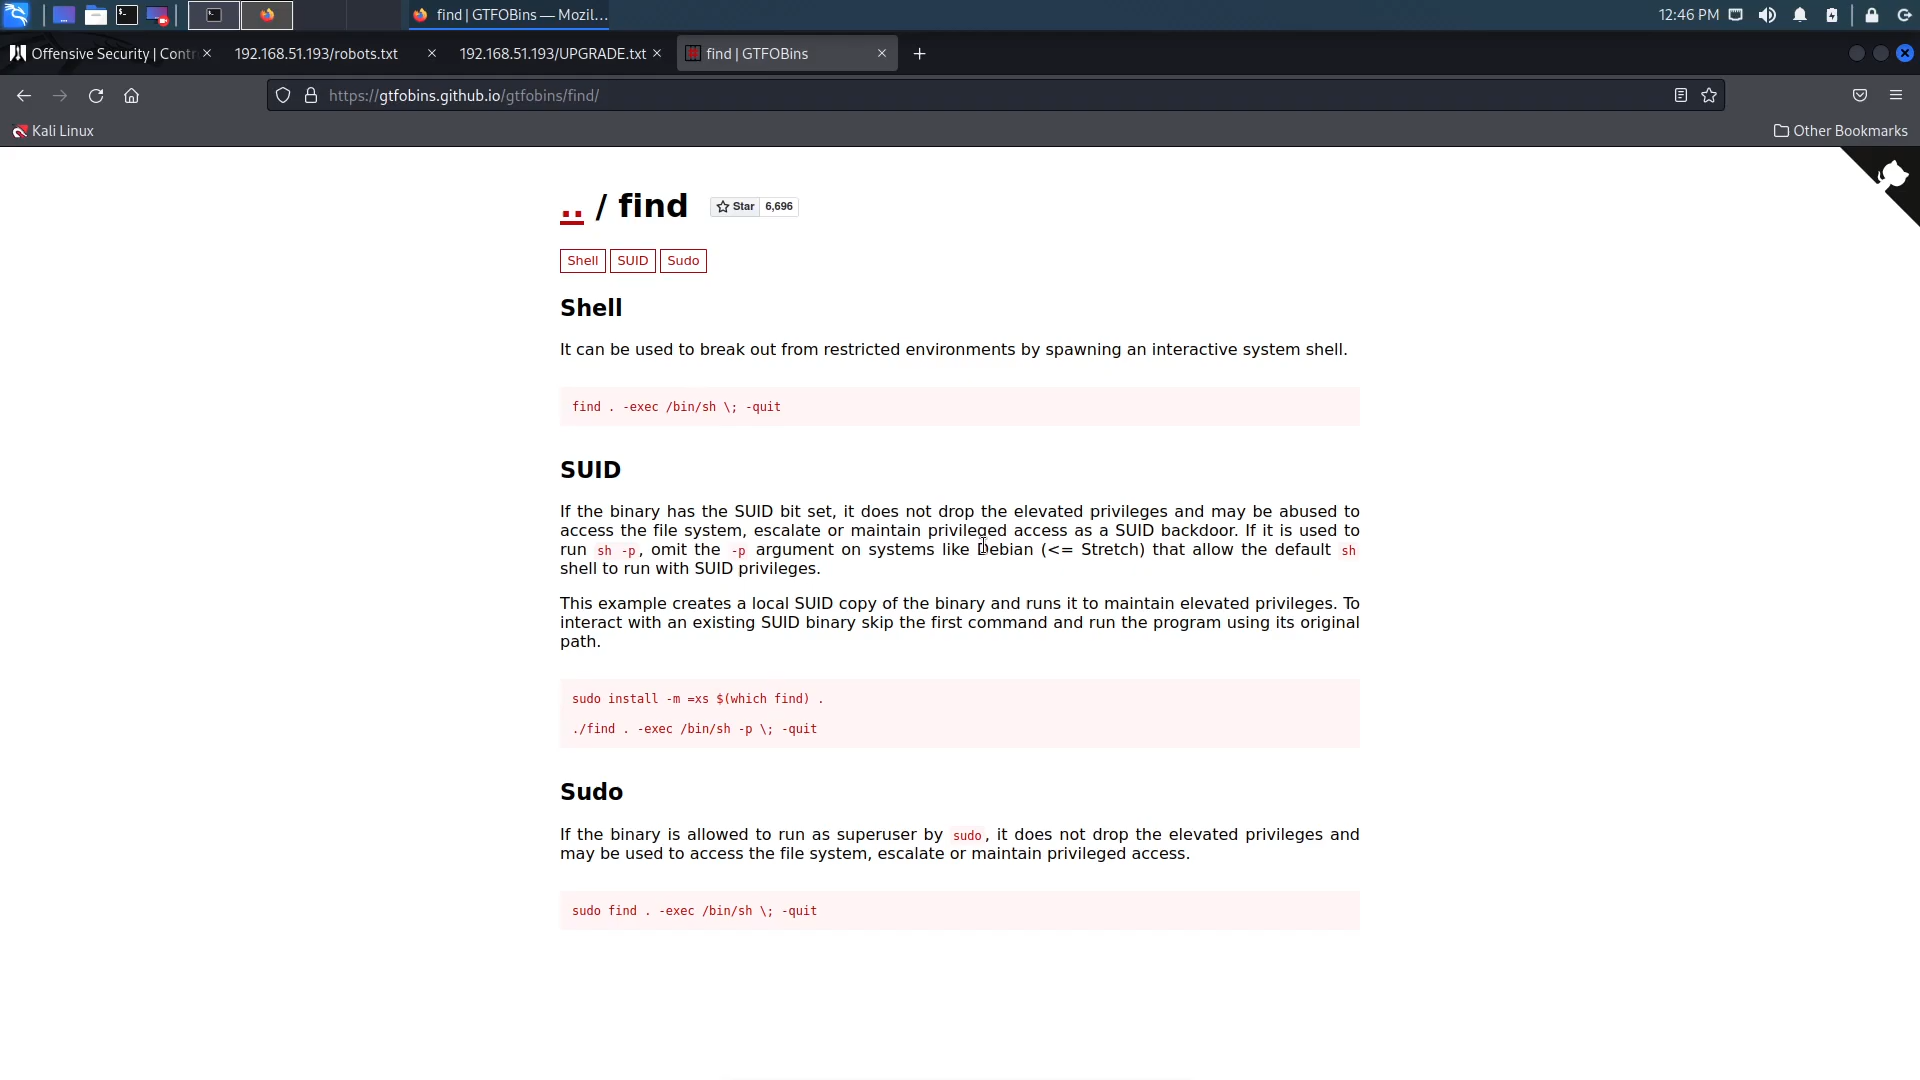 find | GTFOBins — Mozil...
12:46 PM
Offensive Security | Contr
192.168.51.193/robots.txt
192.168.51.193/UPGRADE.txt
find | GTFOBins
https://gtfobins.github.io/gtfobins/find/
Kali Linux
Other Bookmarks
.. / find
Star 6,696
Shell SUID Sudo
Shell
It can be used to break out from restricted environments by spawning an interactive system shell.
find . -exec /bin/sh \; -quit
SUID
If the binary has the SUID bit set, it does not drop the elevated privileges and may be abused to
access the file system, escalate or maintain privileged access as a SUID backdoor. If it is used to
run sh -p, omit the -p argument on systems like Debian (<= Stretch) that allow the default sh
shell to run with SUID privileges.
This example creates a local SUID copy of the binary and runs it to maintain elevated privileges. To
interact with an existing SUID binary skip the first command and run the program using its original
path.
sudo install -m =xs $(which find) .
./find . -exec /bin/sh -p \; -quit
Sudo
If the binary is allowed to run as superuser by sudo, it does not drop the elevated privileges and
may be used to access the file system, escalate or maintain privileged access.
sudo find . -exec /bin/sh \; -quit